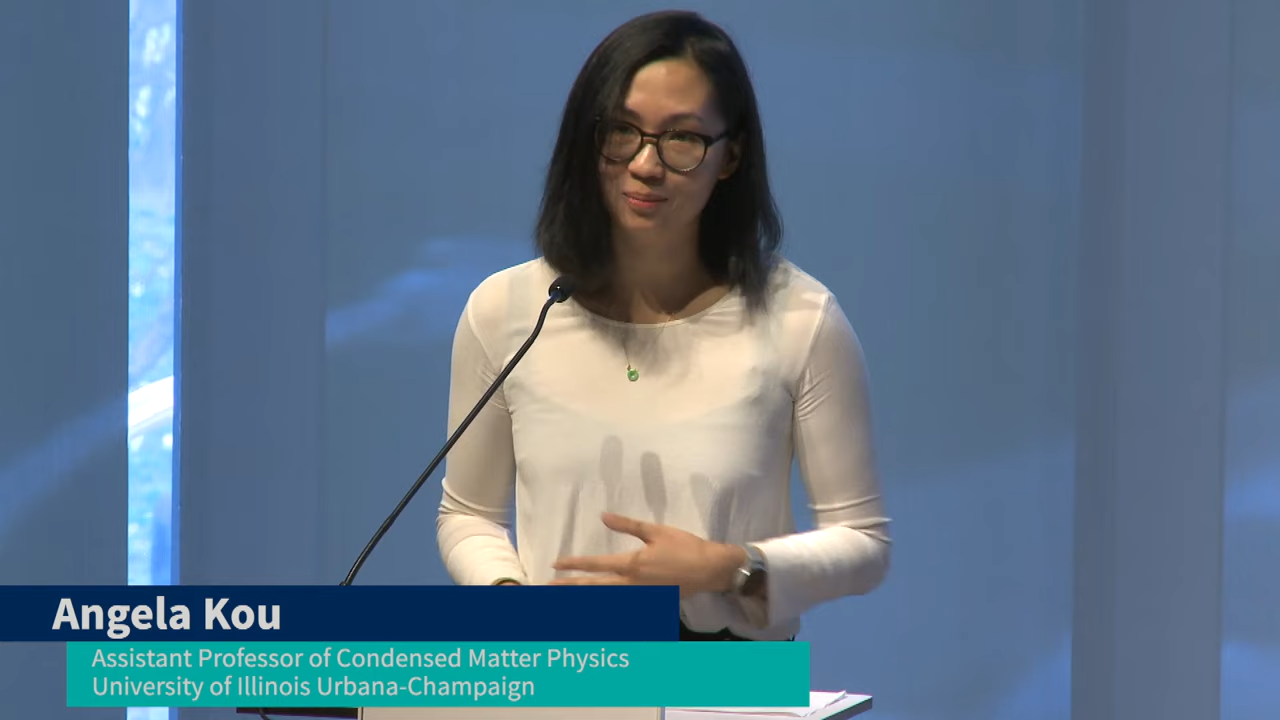 Angela Kou
Assistant Professor of Condensed Matter Physics
University of Illinois Urbana-Champaign